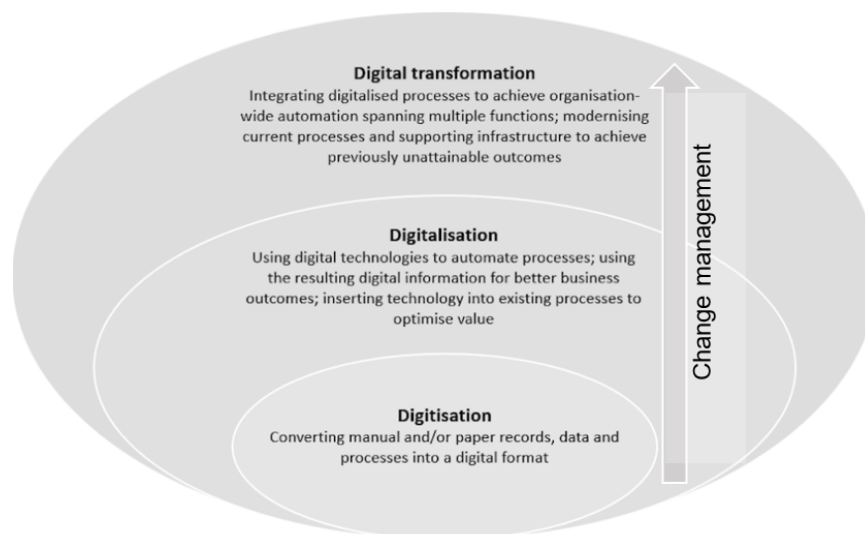 Digital transformation
Integrating digitalised processes to achieve organisation-
wide automation spanning multiple functions; modernising
current processes and supporting infrastructure to achieve
previously unattainable outcomes
Digitalisation
Using digital technologies to automate processes; using
the resulting digital information for better business
outcomes; inserting technology into existing processes to
optimise value
Digitisation
Converting manual and/or paper records, data and
processes into a digital format
Change management